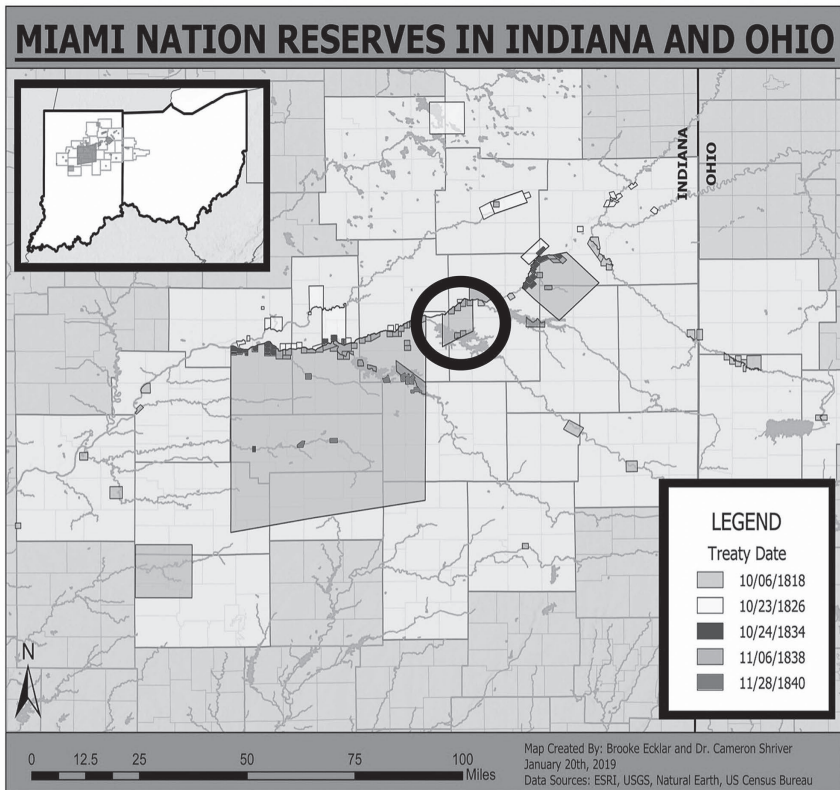 MIAMI NATION RESERVES IN INDIANA AND OHIO
INDIANA
OHIO
LEGEND
Treaty Date
10/06/1818
10/23/1826
10/24/1834
11/06/1838
11/28/1840
N
0 12.5 25 50 75 100
Miles
Map Created By: Brooke Ecklar and Dr. Cameron Shriver
January 20th, 2019
Data Sources: ESRI, USGS, Natural Earth, US Census Bureau